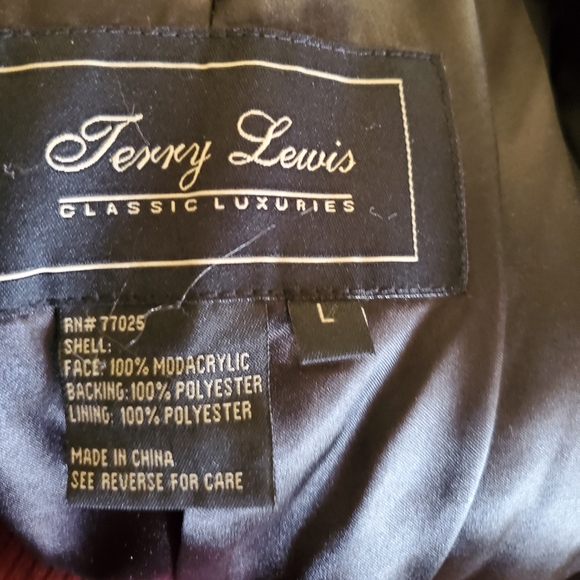 Terry Lewis
CLASSIC LUXURIES
L
RN# 77025
SHELL:
FACE: 100% MODACRYLIC
BACKING: 100% POLYESTER
LINING: 100% POLYESTER
MADE IN CHINA
SEE REVERSE FOR CARE